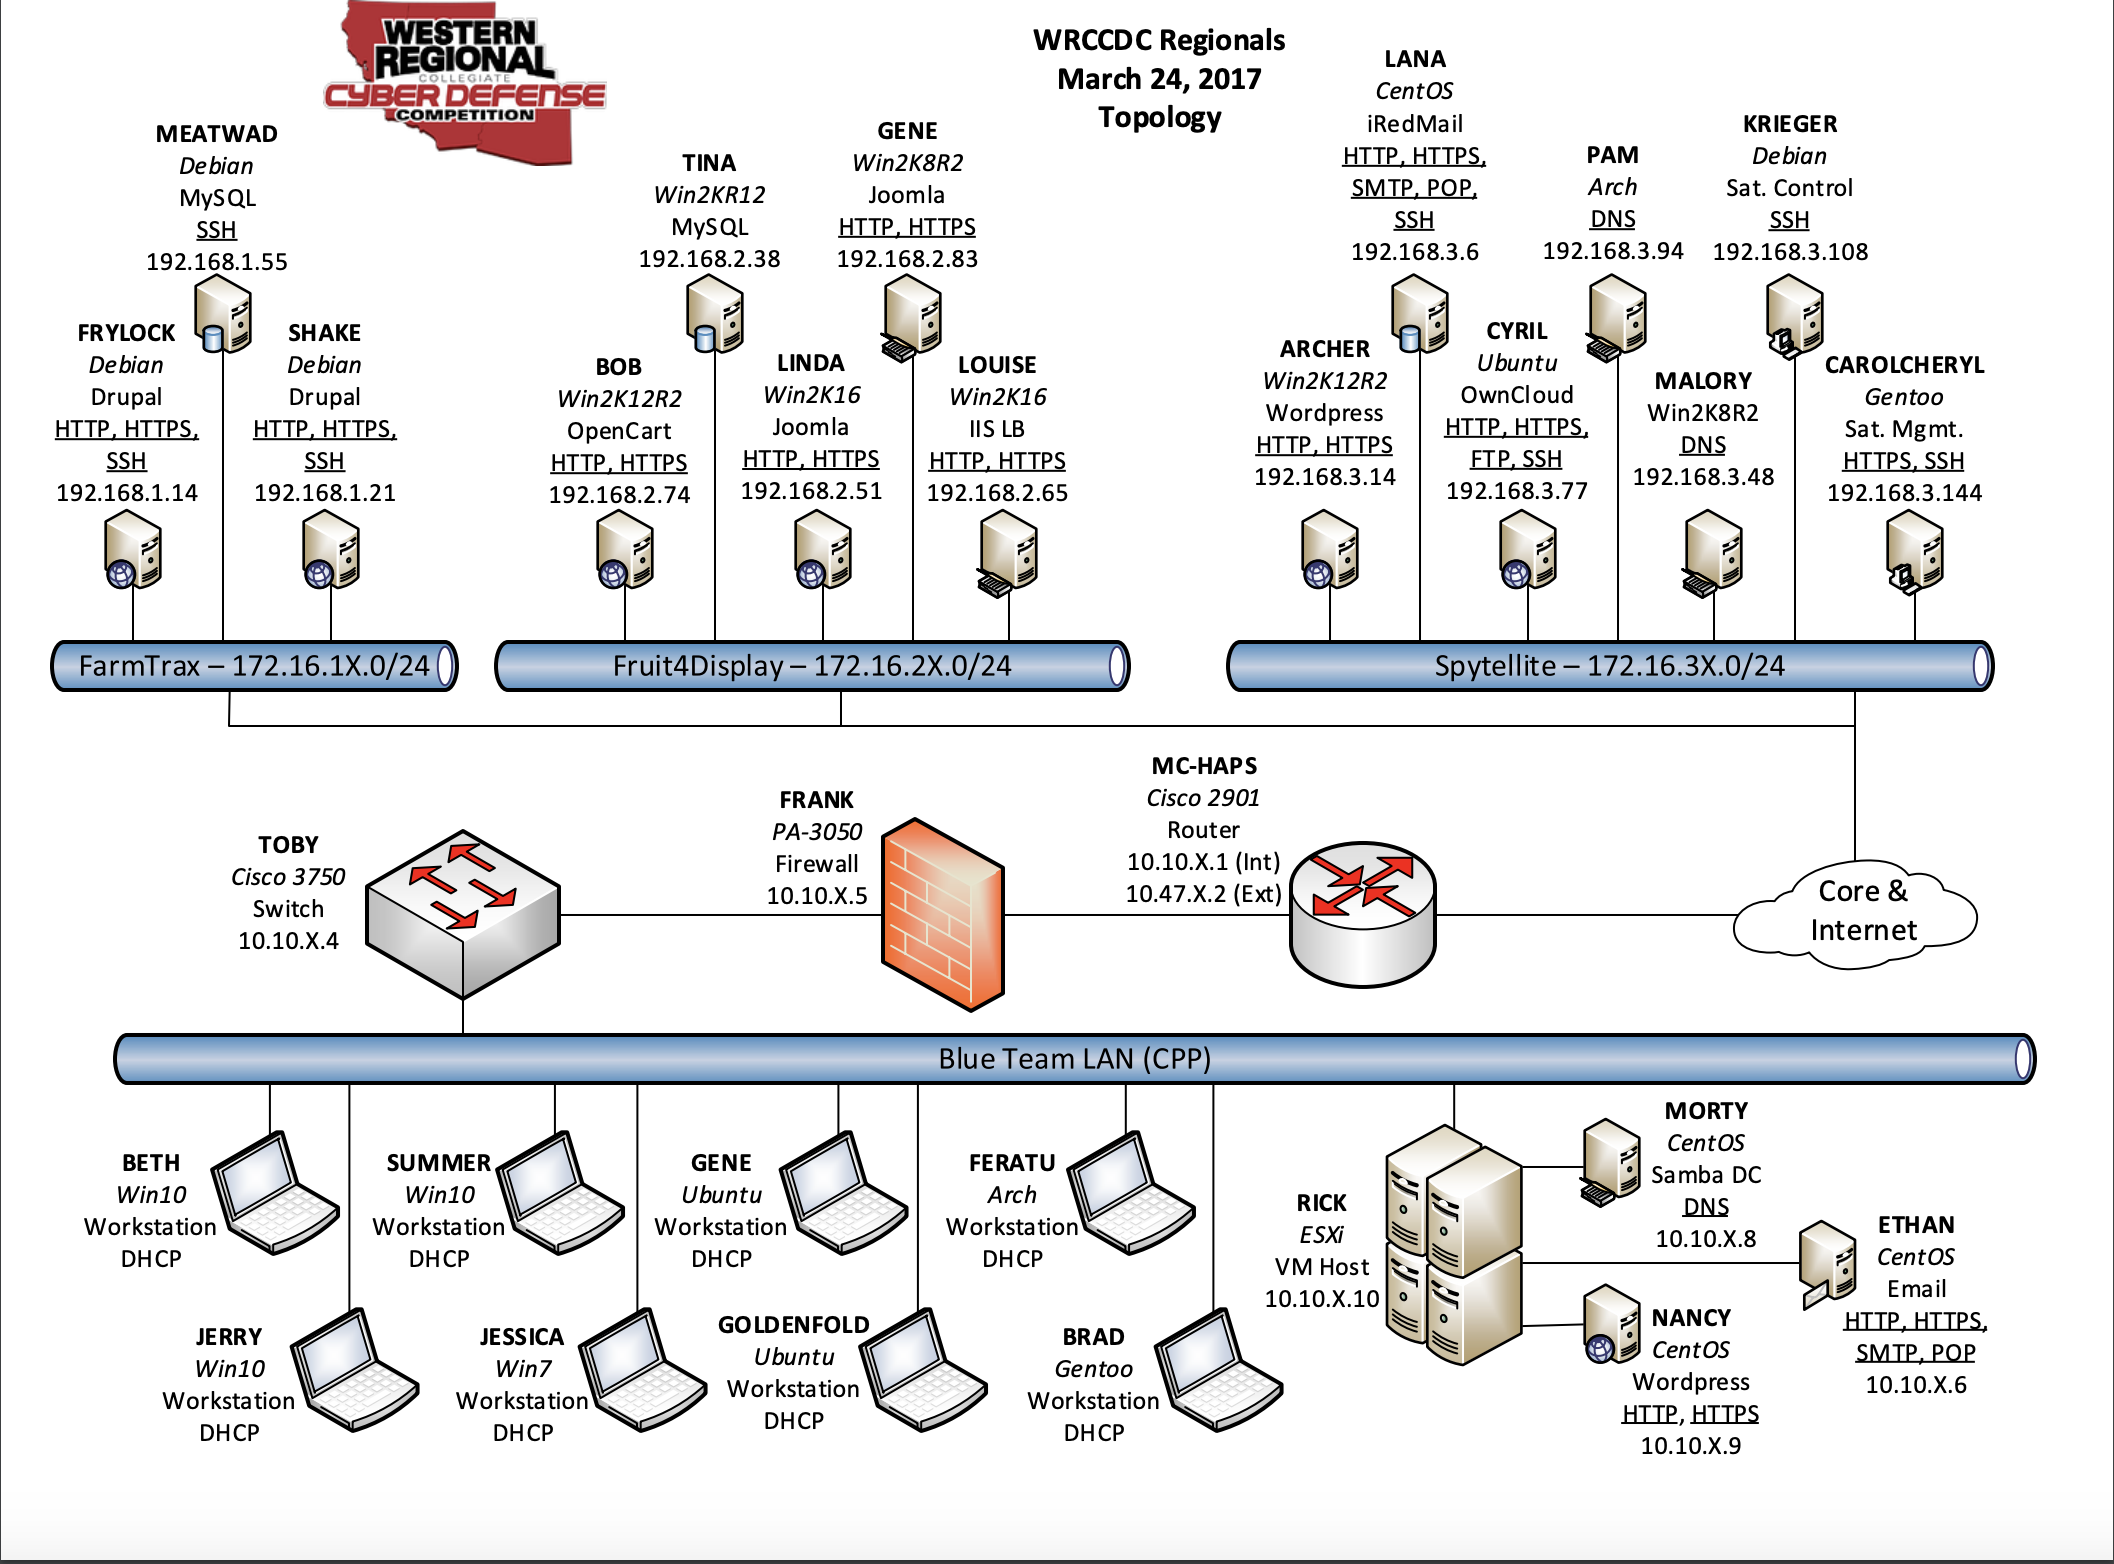 WESTERN
REGIONAL
COLLEGIATE
CYBER DEFENSE
COMPETITION
WRCCDC Regionals
March 24, 2017
Topology
MEATWAD
Debian
MySQL
SSH
192.168.1.55
FRYLOCK
Debian
Drupal
HTTP, HTTPS,
SSH
192.168.1.14
SHAKE
Debian
Drupal
HTTP, HTTPS,
SSH
192.168.1.21
TINA
Win2KR12
MySQL
192.168.2.38
GENE
Win2K8R2
Joomla
HTTP, HTTPS
192.168.2.83
BOB
Win2K12R2
OpenCart
HTTP, HTTPS
192.168.2.74
LINDA
Win2K16
Joomla
HTTP, HTTPS
192.168.2.51
LOUISE
Win2K16
IIS LB
HTTP, HTTPS
192.168.2.65
LANA
CentOS
iRedMail
HTTP, HTTPS,
SMTP, POP,
SSH
192.168.3.6
PAM
Arch
DNS
192.168.3.94
KRIEGER
Debian
Sat. Control
SSH
192.168.3.108
ARCHER
Win2K12R2
Wordpress
HTTP, HTTPS
192.168.3.14
CYRIL
Ubuntu
OwnCloud
HTTP, HTTPS,
FTP, SSH
192.168.3.77
MALORY
Win2K8R2
DNS
192.168.3.48
CAROLCHERYL
Gentoo
Sat. Mgmt.
HTTPS, SSH
192.168.3.144
FarmTrax – 172.16.1X.0/24
Fruit4Display – 172.16.2X.0/24
Spytellite – 172.16.3X.0/24
TOBY
Cisco 3750
Switch
10.10.X.4
FRANK
PA-3050
Firewall
10.10.X.5
MC-HAPS
Cisco 2901
Router
10.10.X.1 (Int)
10.47.X.2 (Ext)
Core &
Internet
Blue Team LAN (CPP)
BETH
Win10
Workstation
DHCP
SUMMER
Win10
Workstation
DHCP
GENE
Ubuntu
Workstation
DHCP
FERATU
Arch
Workstation
DHCP
JERRY
Win10
Workstation
DHCP
JESSICA
Win7
Workstation
DHCP
GOLDENFOLD
Ubuntu
Workstation
DHCP
BRAD
Gentoo
Workstation
DHCP
RICK
ESXi
VM Host
10.10.X.10
MORTY
CentOS
Samba DC
DNS
10.10.X.8
ETHAN
CentOS
Email
HTTP, HTTPS,
SMTP, POP
10.10.X.6
NANCY
CentOS
Wordpress
HTTP, HTTPS
10.10.X.9